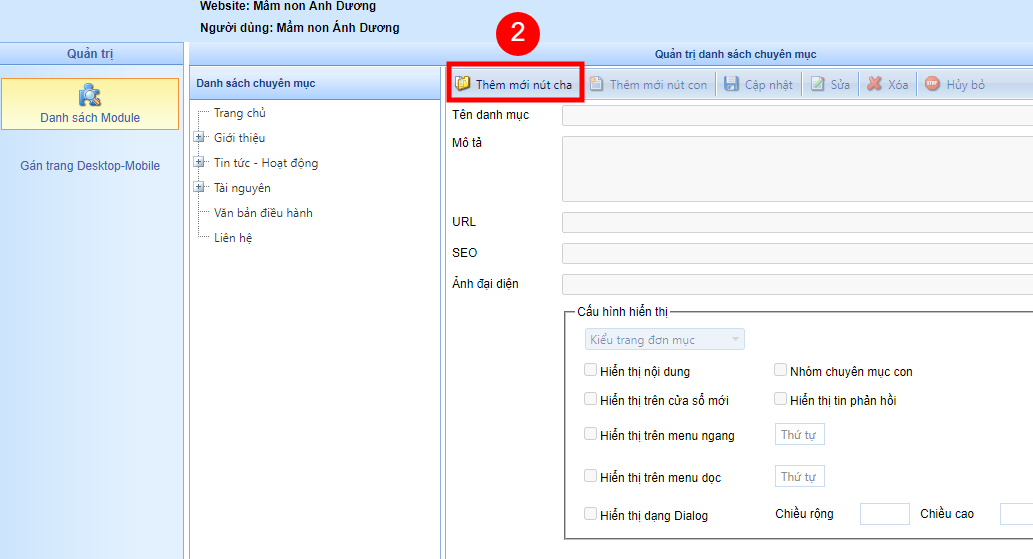 Website: Mầm non Ánh Dương
Người dùng: Mầm non Ánh Dương
2
Quản trị
Quản trị danh sách chuyên mục
Danh sách Module
Gán trang Desktop-Mobile
Danh sách chuyên mục
Trang chủ
Giới thiệu
Tin tức - Hoạt động
Tài nguyên
Văn bản điều hành
Liên hệ
Thêm mới nút cha Thêm mới nút con Cập nhật Sửa Xóa STOP Hủy bỏ
Tên danh mục
Mô tả
URL
SEO
Ảnh đại diện
Cấu hình hiển thị
Kiểu trang đơn mục
Hiển thị nội dung Nhóm chuyên mục con
Hiển thị trên cửa sổ mới Hiển thị tin phản hồi
Hiển thị trên menu ngang Thứ tự
Hiển thị trên menu dọc Thứ tự
Hiển thị dạng Dialog Chiều rộng Chiều cao